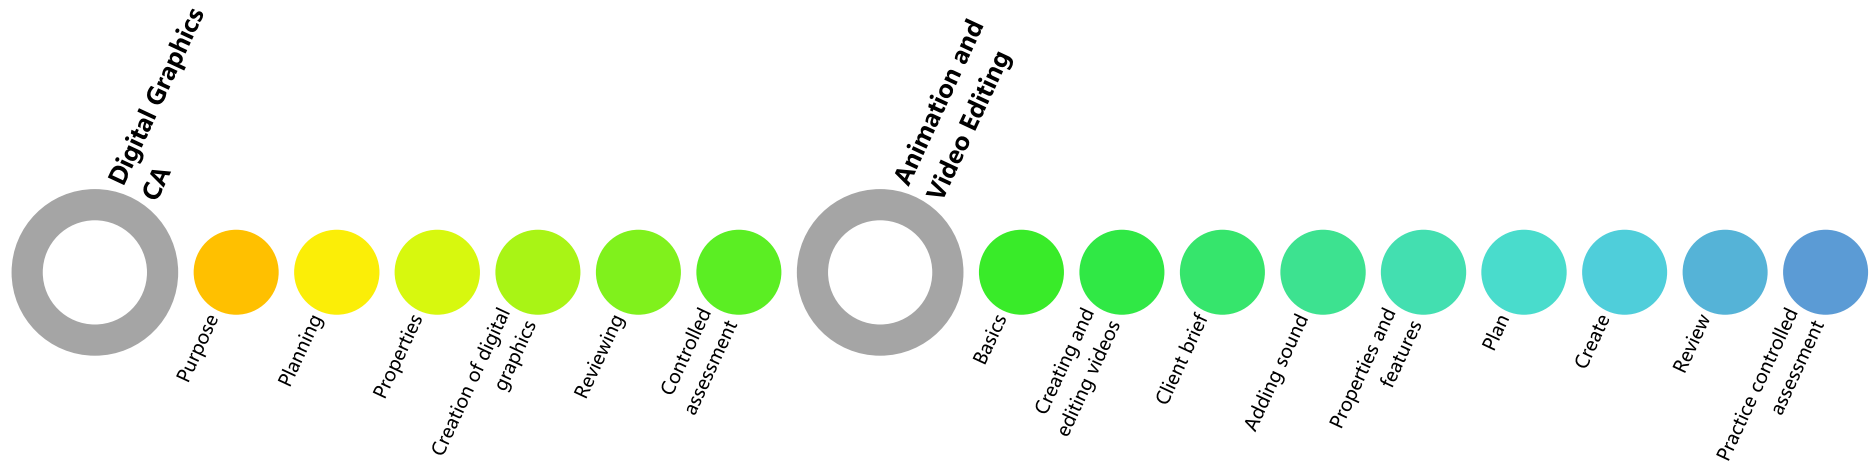 Digital Graphics
CA
Purpose
Planning
Properties
Creation of digital
graphics
Reviewing
Controlled
assessment
Animation and
Video Editing
Basics
Creating and
editing videos
Client brief
Adding sound
Properties and
features
Plan
Create
Review
Practice controlled
assessment